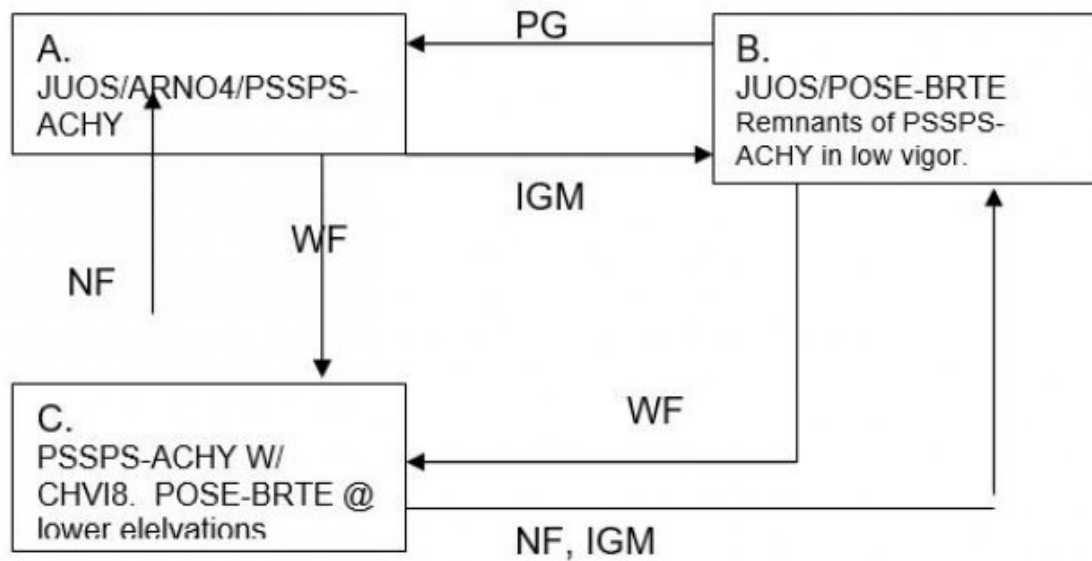 PG
A.
JUOS/ARNO4/PSSPS-
ACHY
B.
JUOS/POSE-BRTE
Remnants of PSSPS-
ACHY in low vigor.
IGM
WF
NF
WF
C.
PSSPS-ACHY W/
CHVI8. POSE-BRTE @
lower elelvations
NF, IGM